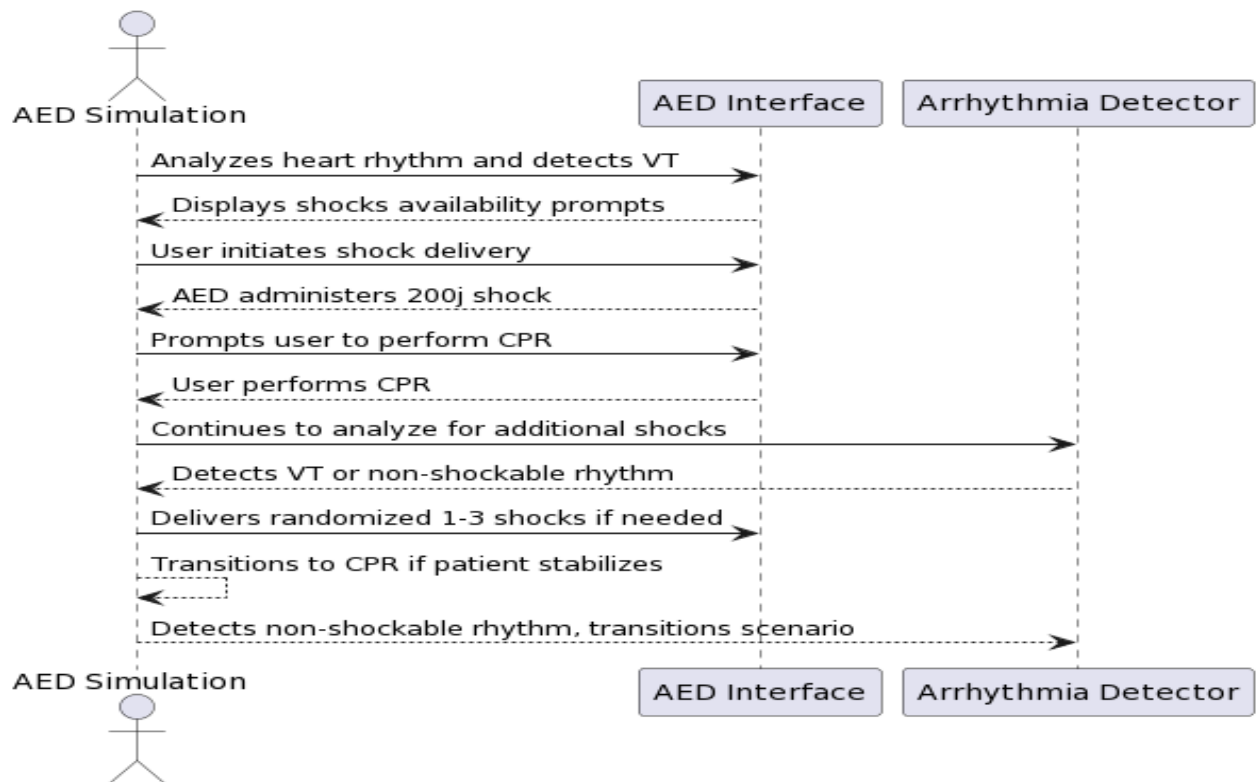 AED Simulation
AED Interface
Arrhythmia Detector
Analyzes heart rhythm and detects VT
Displays shocks availability prompts
User initiates shock delivery
AED administers 200j shock
Prompts user to perform CPR
User performs CPR
Continues to analyze for additional shocks
Detects VT or non-shockable rhythm
Delivers randomized 1-3 shocks if needed
Transitions to CPR if patient stabilizes
Detects non-shockable rhythm, transitions scenario
AED Simulation
AED Interface
Arrhythmia Detector